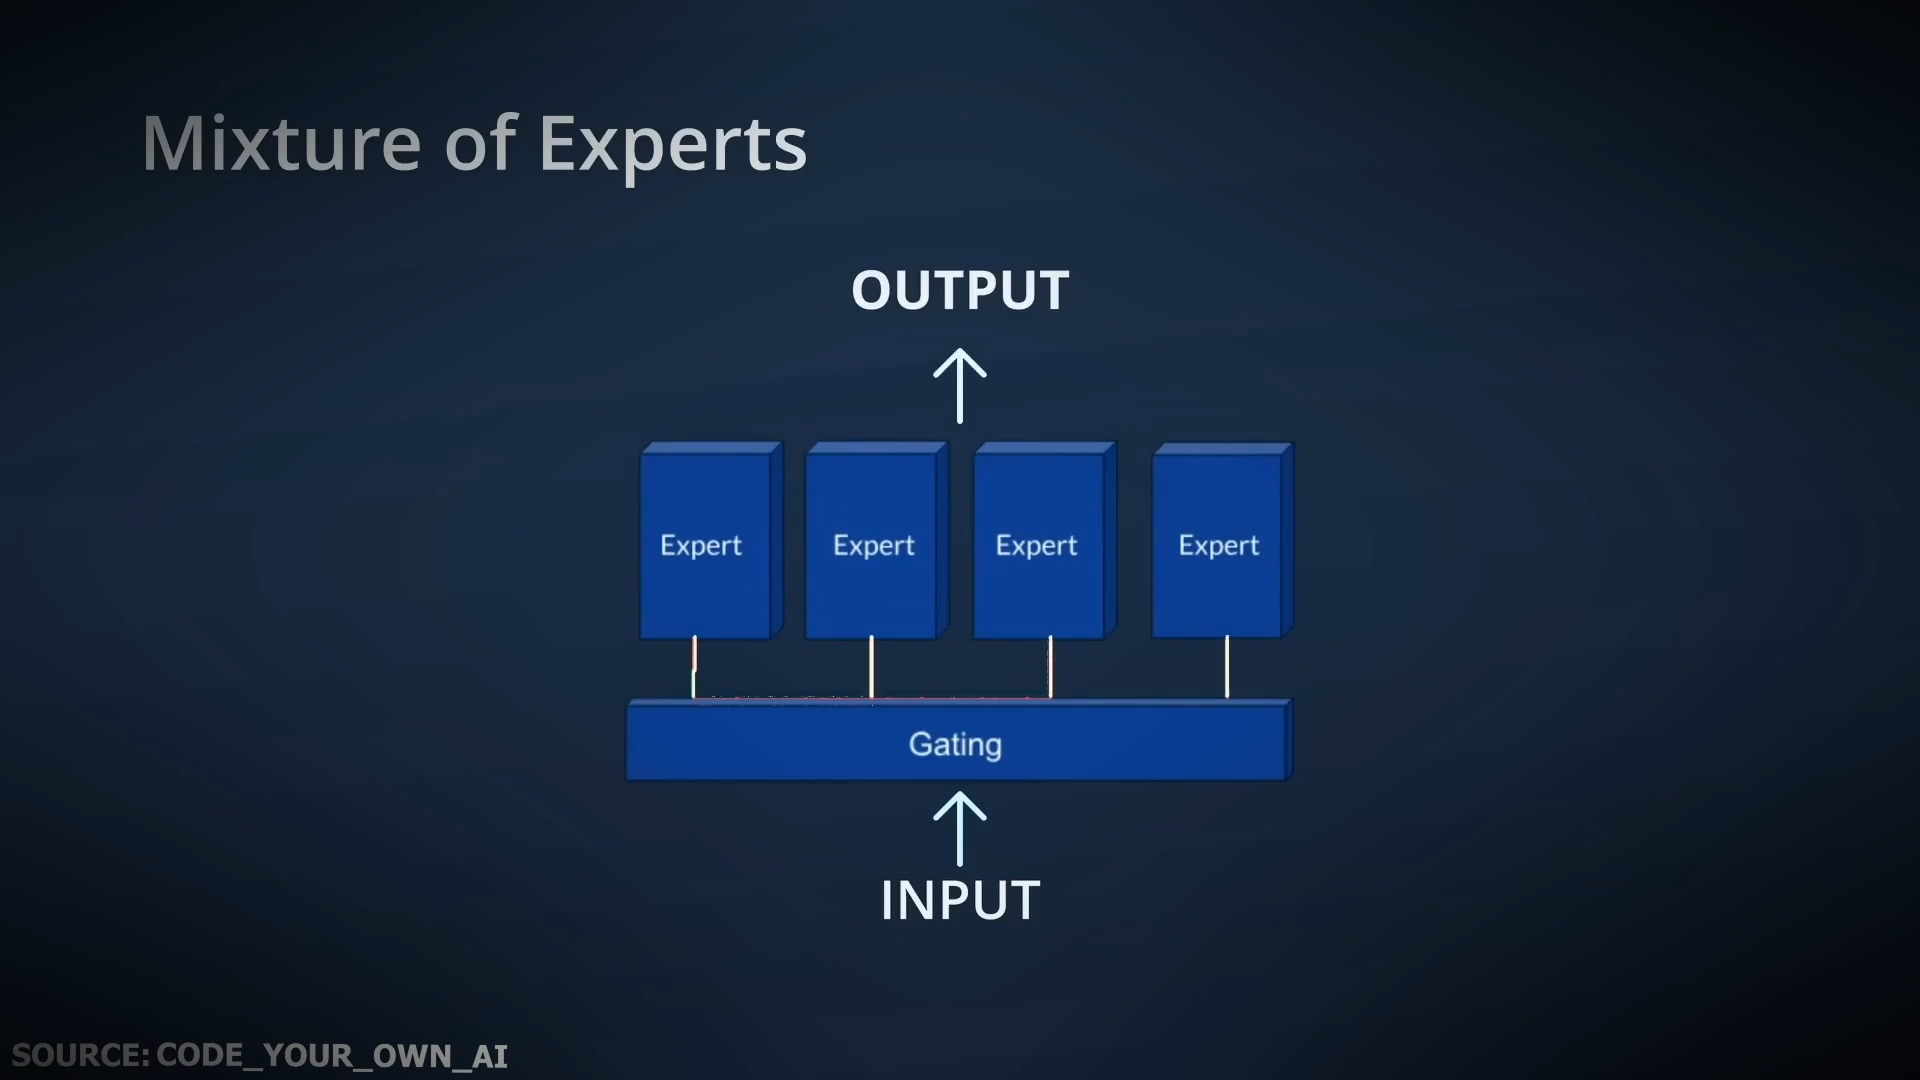 Mixture of Experts
OUTPUT
Expert Expert Expert Expert
Gating
INPUT
SOURCE: CODE_YOUR_OWN_AI